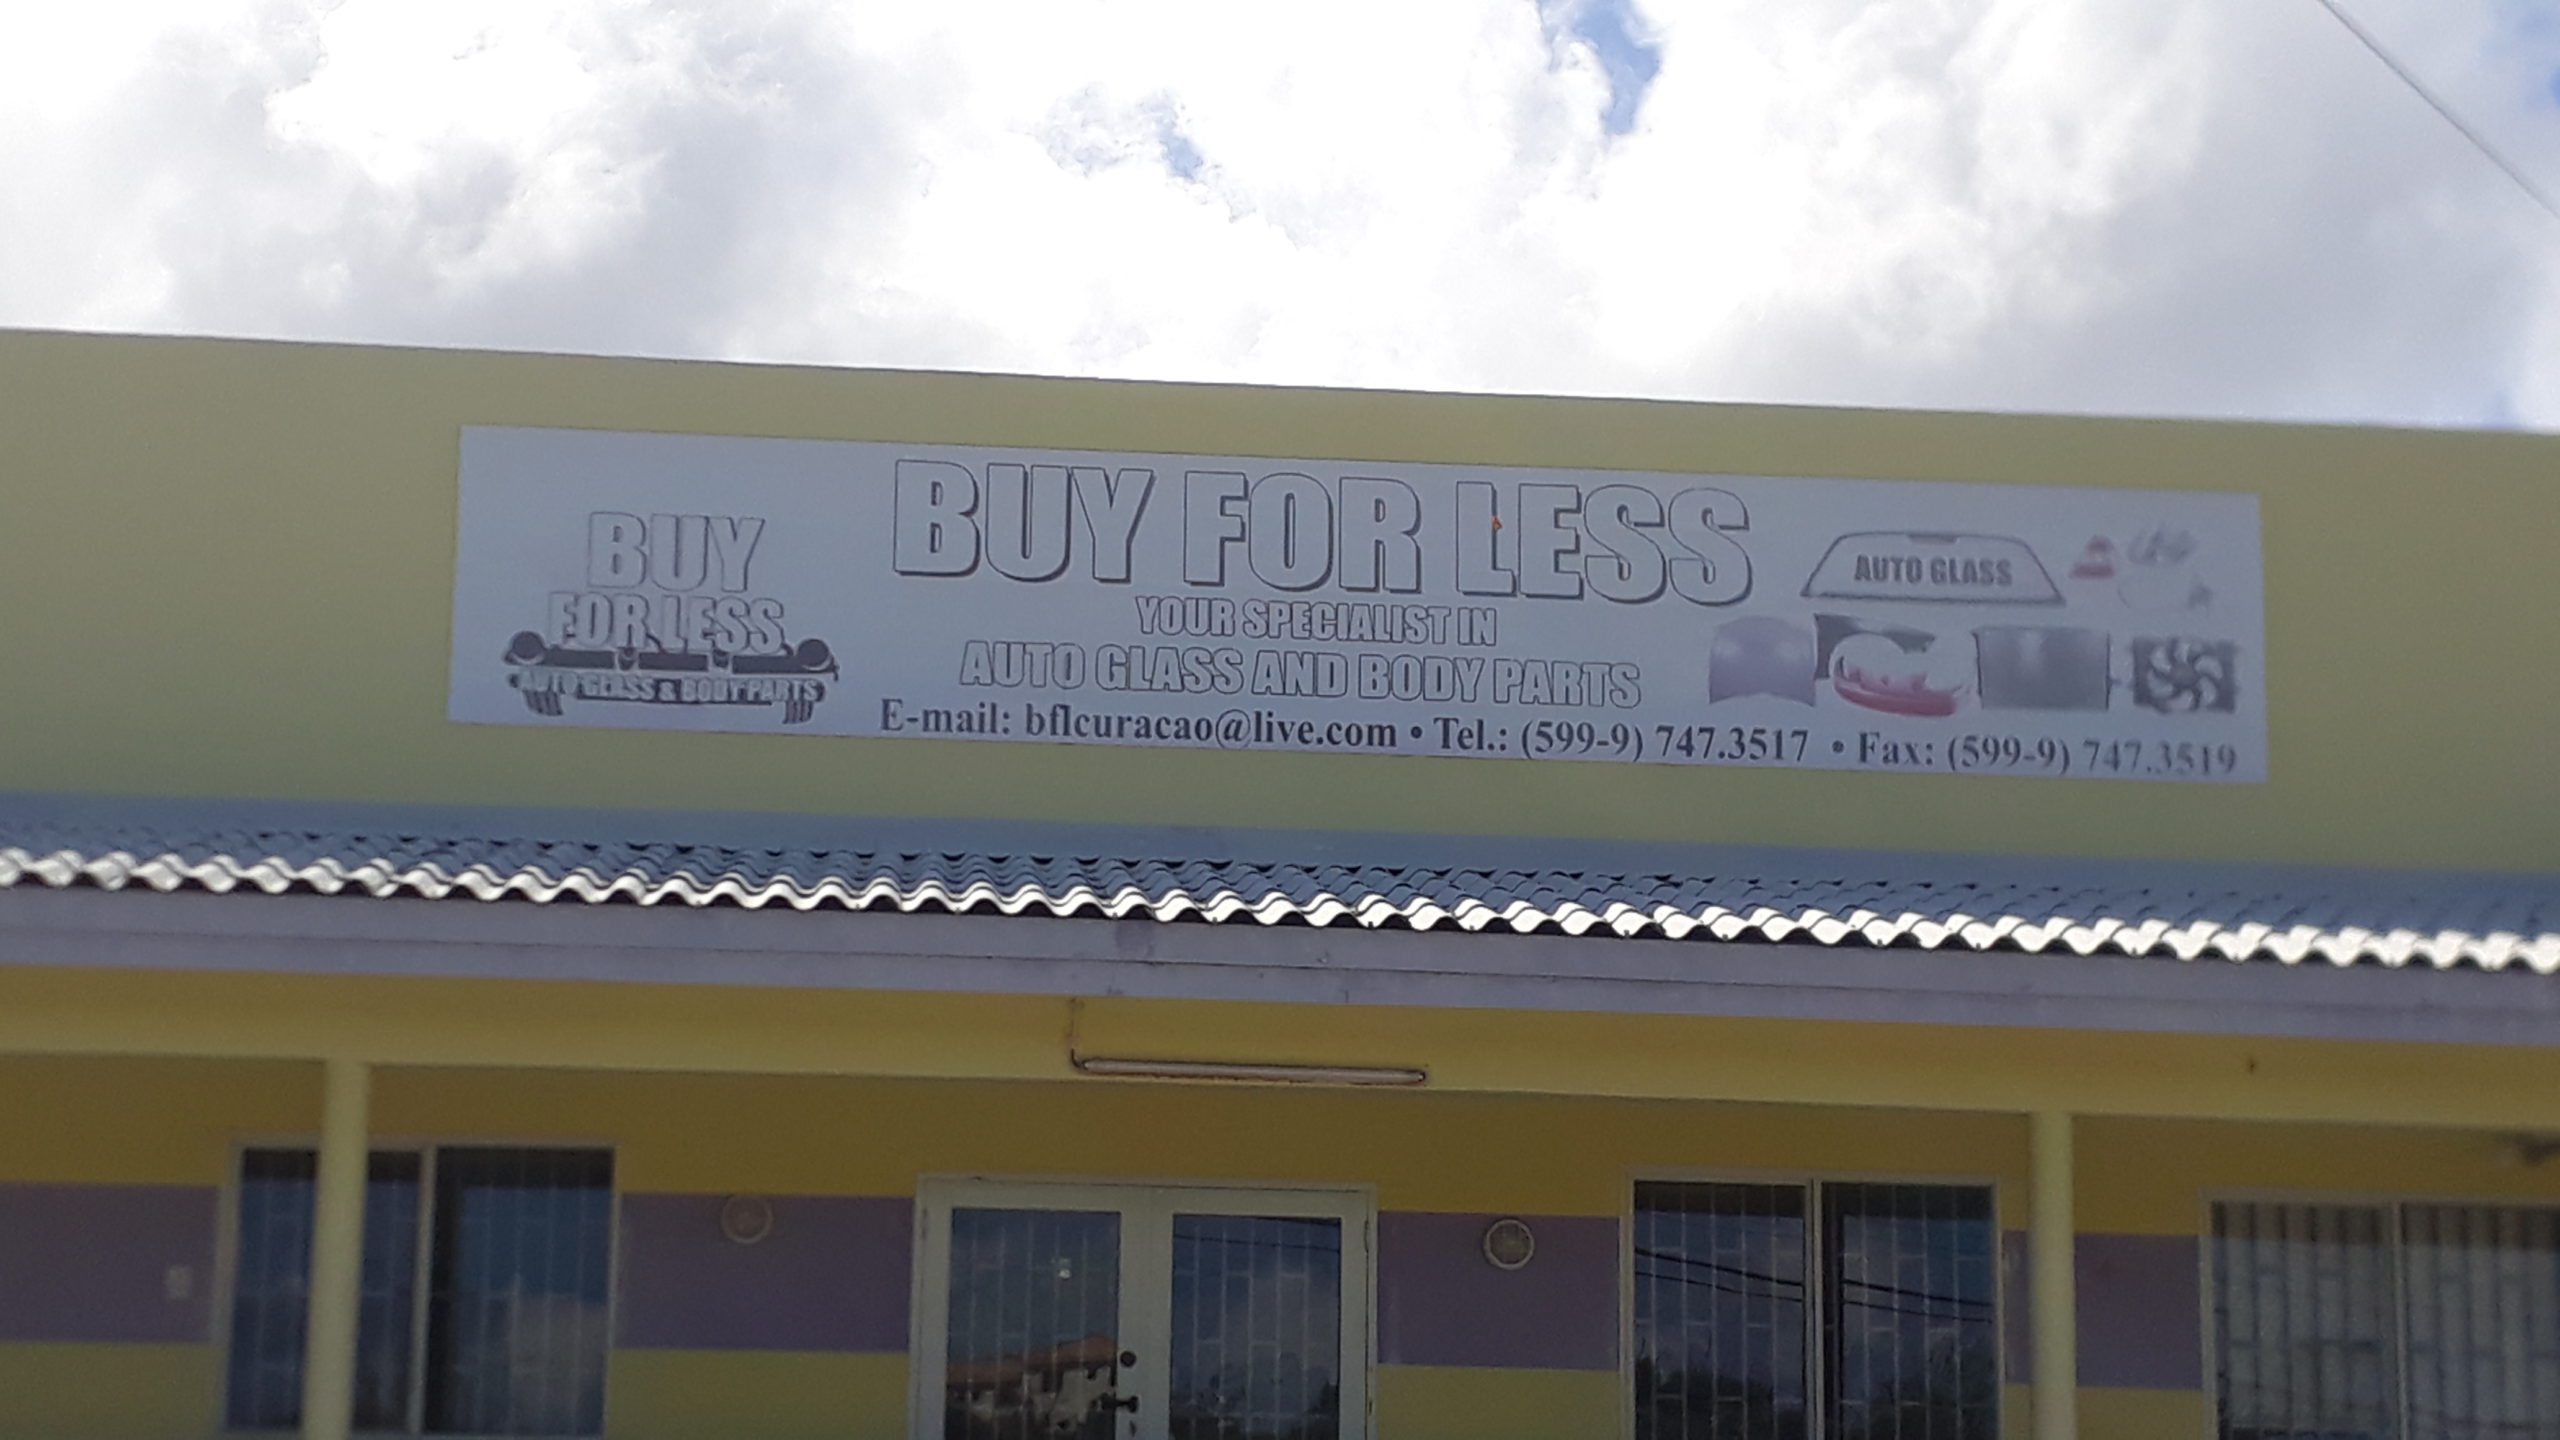 BUY
FOR LESS
AUTO GLASS & BODY PARTS
BUY FOR LESS
YOUR SPECIALIST IN
AUTO GLASS AND BODY PARTS
E-mail: bflcuracao@live.com • Tel.: (599-9) 747.3517 • Fax: (599-9) 747.3519
AUTO GLASS